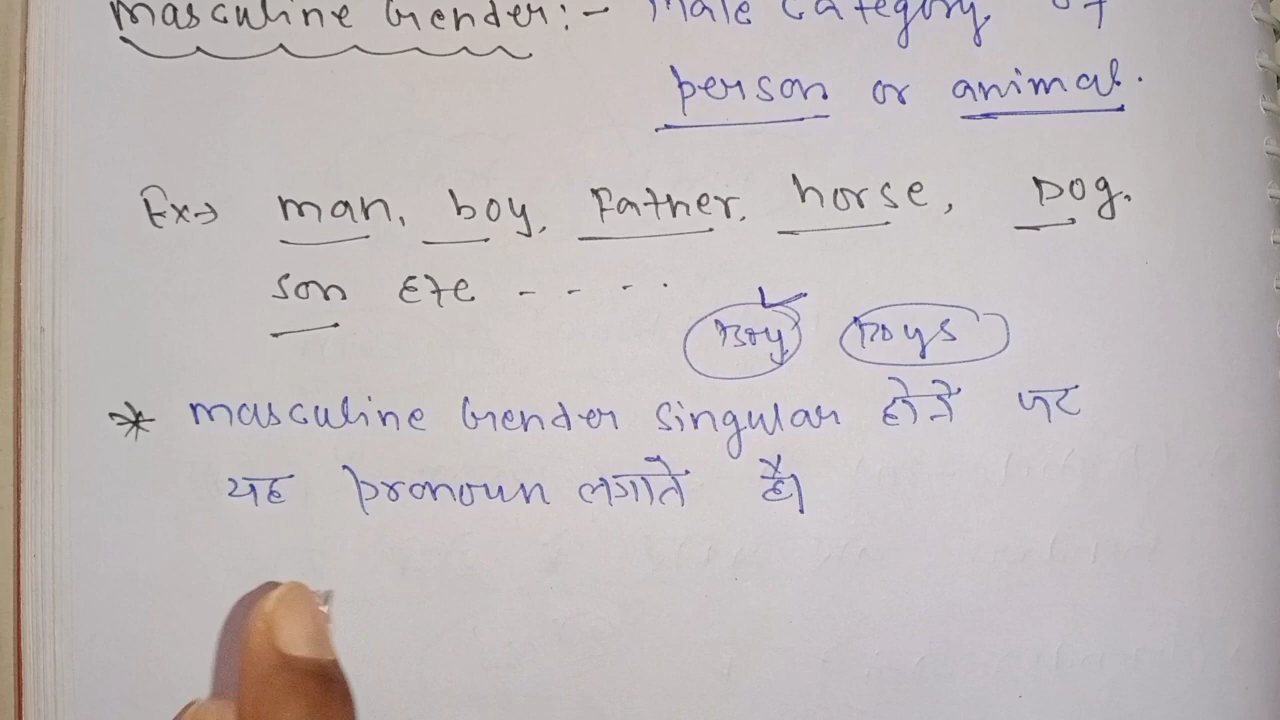 masculine Gender:- Male Category of
person or animal.
Ex→ man, boy, Father, horse, Dog.
son etc - - - -
Boy Boys
* masculine Gender singular होने पर
यह pronoun लगाते है।